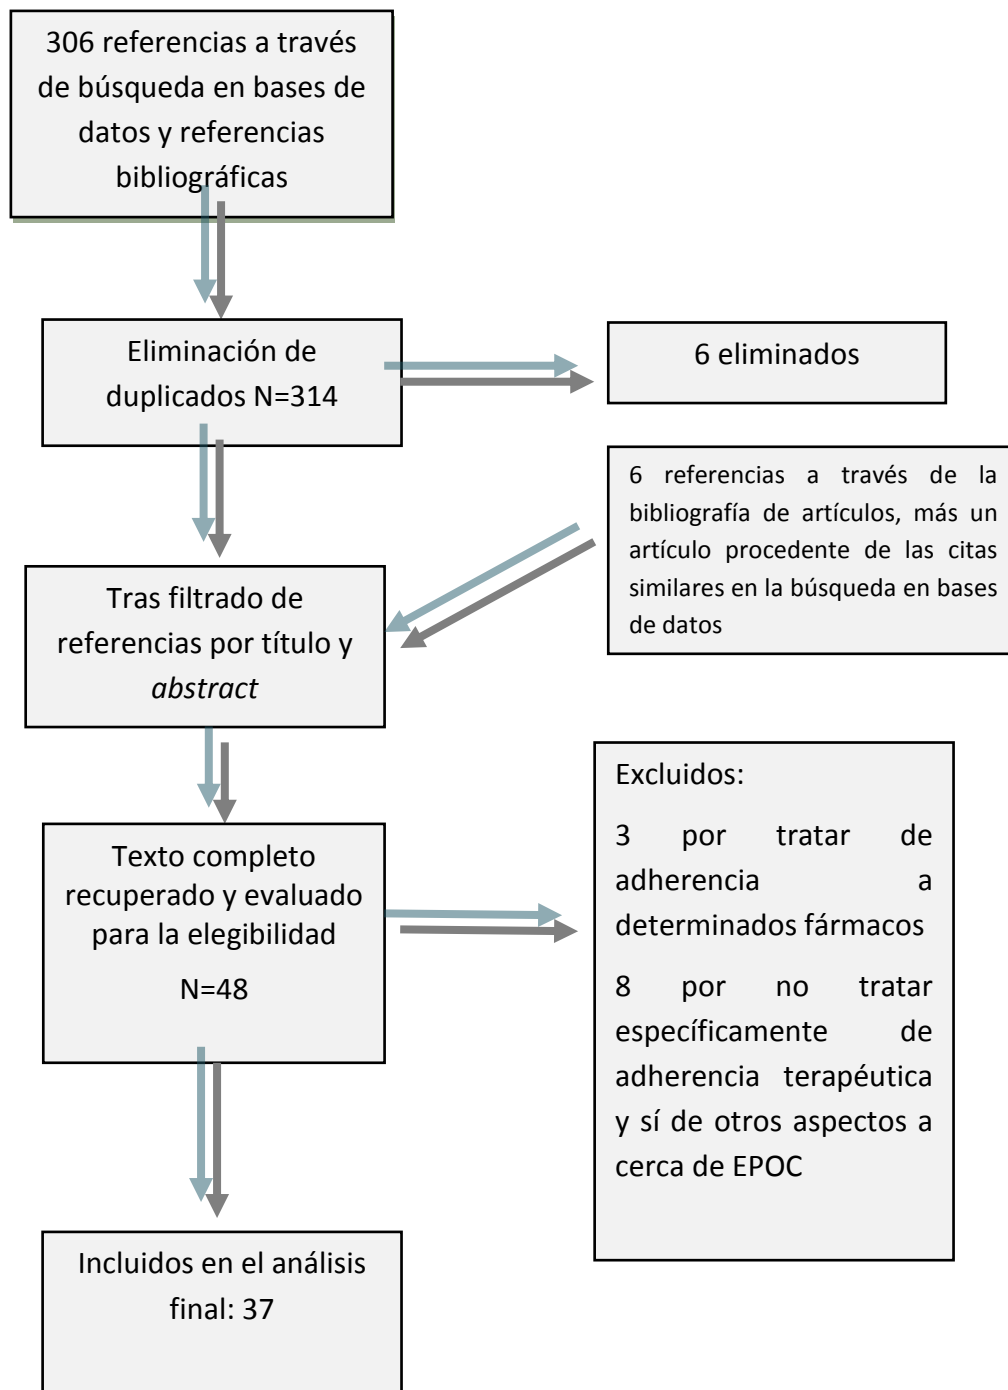 306 referencias a través
de búsqueda en bases de
datos y referencias
bibliográficas
Eliminación de
duplicados N=314
6 eliminados
6 referencias a través de la
bibliografía de artículos, más un
artículo procedente de las citas
similares en la búsqueda en bases
de datos
Tras filtrado de
referencias por título y
abstract
Texto completo
recuperado y evaluado
para la elegibilidad
N=48
Excluidos:
3 por tratar de
adherencia a
determinados fármacos
8 por no tratar
específicamente de
adherencia terapéutica
y sí de otros aspectos a
cerca de EPOC
Incluidos en el análisis
final: 37